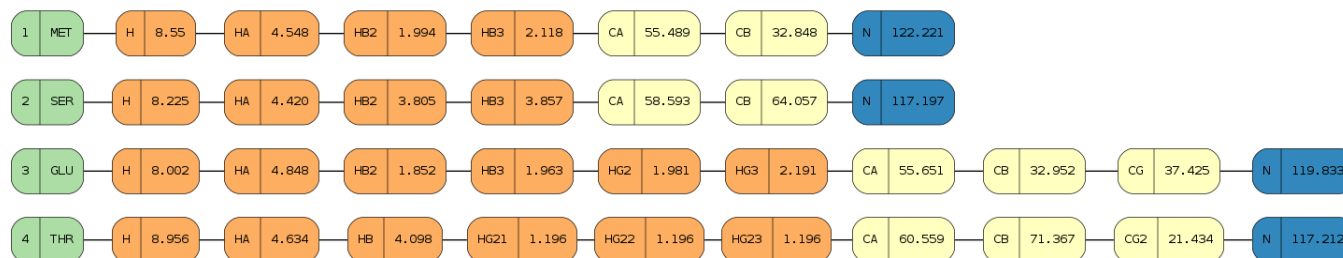 1 MET H 8.55 HA 4.548 HB2 1.994 HB3 2.118 CA 55.489 CB 32.848 N 122.221
2 SER H 8.225 HA 4.420 HB2 3.805 HB3 3.857 CA 58.593 CB 64.057 N 117.197
3 GLU H 8.002 HA 4.848 HB2 1.852 HB3 1.963 HG2 1.981 HG3 2.191 CA 55.651 CB 32.952 CG 37.425 N 119.833
4 THR H 8.956 HA 4.634 HB 4.098 HG21 1.196 HG22 1.196 HG23 1.196 CA 60.559 CB 71.367 CG2 21.434 N 117.212